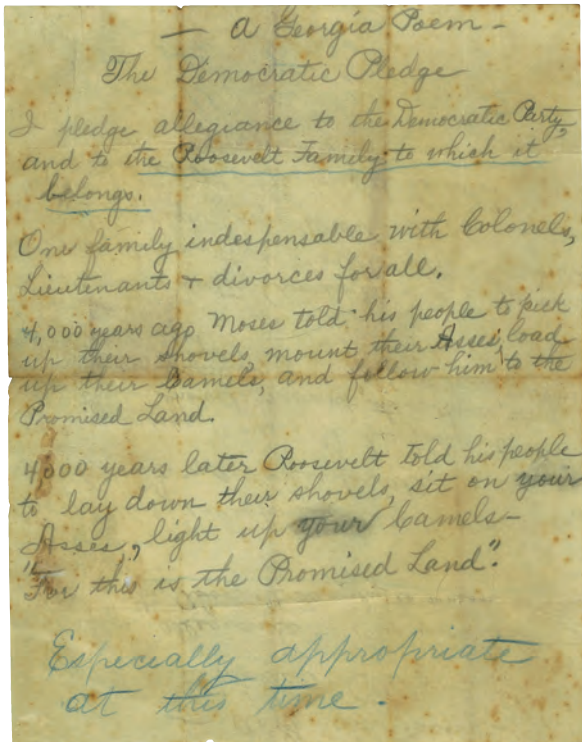 — A Georgia Poem —
The Democratic Pledge
I pledge allegiance to the Democratic Party,
and to the Roosevelt Family to which it
belongs.
One family indespensable with Colonels,
Lieutenants + divorces for all.
4,000 years ago Moses told his people to pick
up their shovels, mount their Asses, load
up their Camels, and follow him to the
Promised Land.
4,000 years later Roosevelt told his people
to lay down their shovels, sit on your
Asses, light up your Camels—
"For this is the Promised Land".
Especially appropriate
at this time.